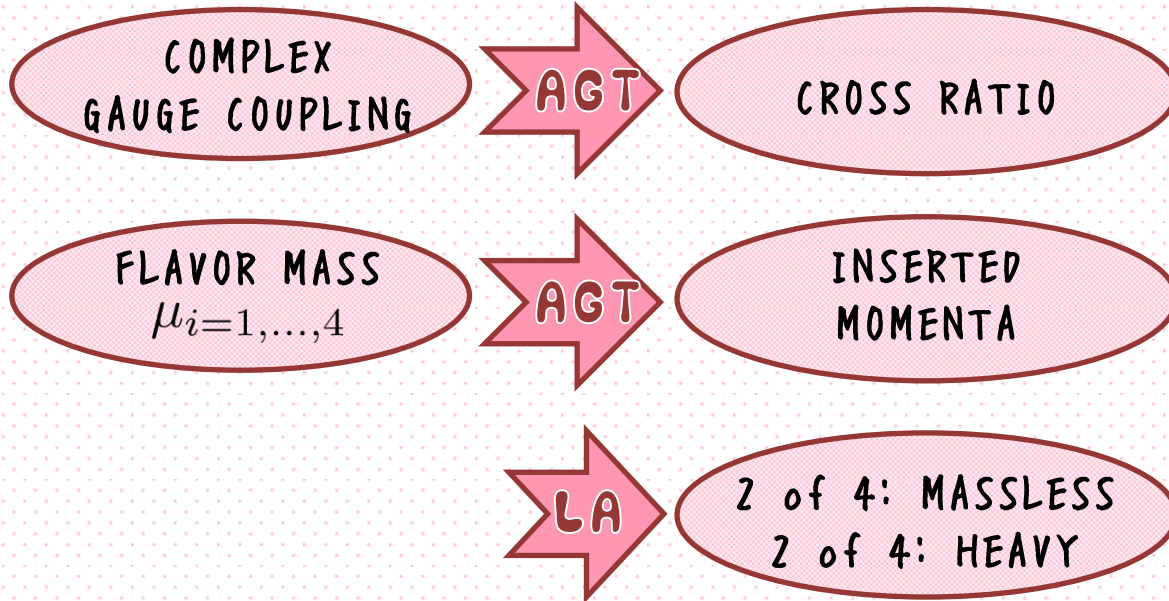 COMPLEX
GAUGE COUPLING
AGT
CROSS RATIO
FLAVOR MASS
μi=1,...,4
AGT
INSERTED
MOMENTA
LA
2 of 4: MASSLESS
2 of 4: HEAVY